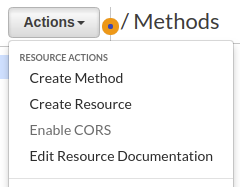 Actions
/ Methods
RESOURCE ACTIONS
Create Method
Create Resource
Enable CORS
Edit Resource Documentation